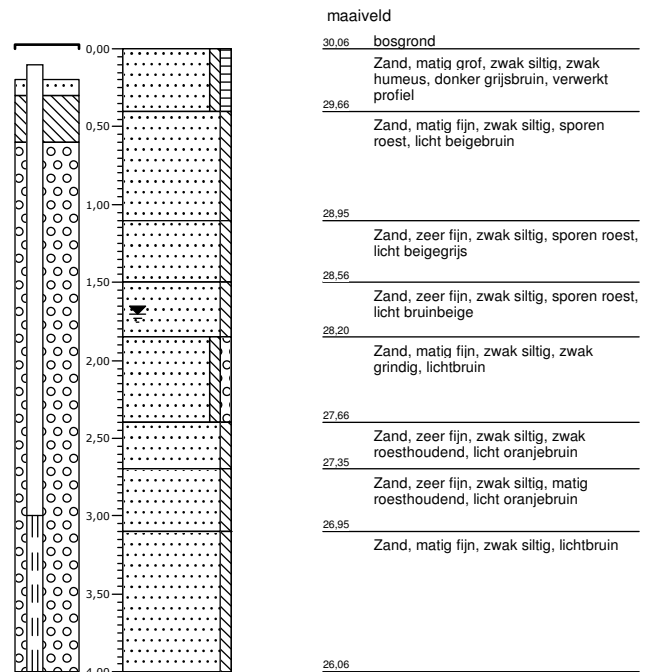 maaiveld
0,00
30,06 bosgrond
Zand, matig grof, zwak siltig, zwak
humeus, donker grijsbruin, verwerkt
profiel
29,66
0,50
Zand, matig fijn, zwak siltig, sporen
roest, licht beigebruin
1,00
28,95
Zand, zeer fijn, zwak siltig, sporen roest,
licht beigegrijs
1,50
28,56
Zand, zeer fijn, zwak siltig, sporen roest,
licht bruinbeige
28,20
2,00
Zand, matig fijn, zwak siltig, zwak
grindig, lichtbruin
27,66
2,50
Zand, zeer fijn, zwak siltig, zwak
roesthoudend, licht oranjebruin
27,35
Zand, zeer fijn, zwak siltig, matig
roesthoudend, licht oranjebruin
3,00
26,95
Zand, matig fijn, zwak siltig, lichtbruin
3,50
4,00
26,06